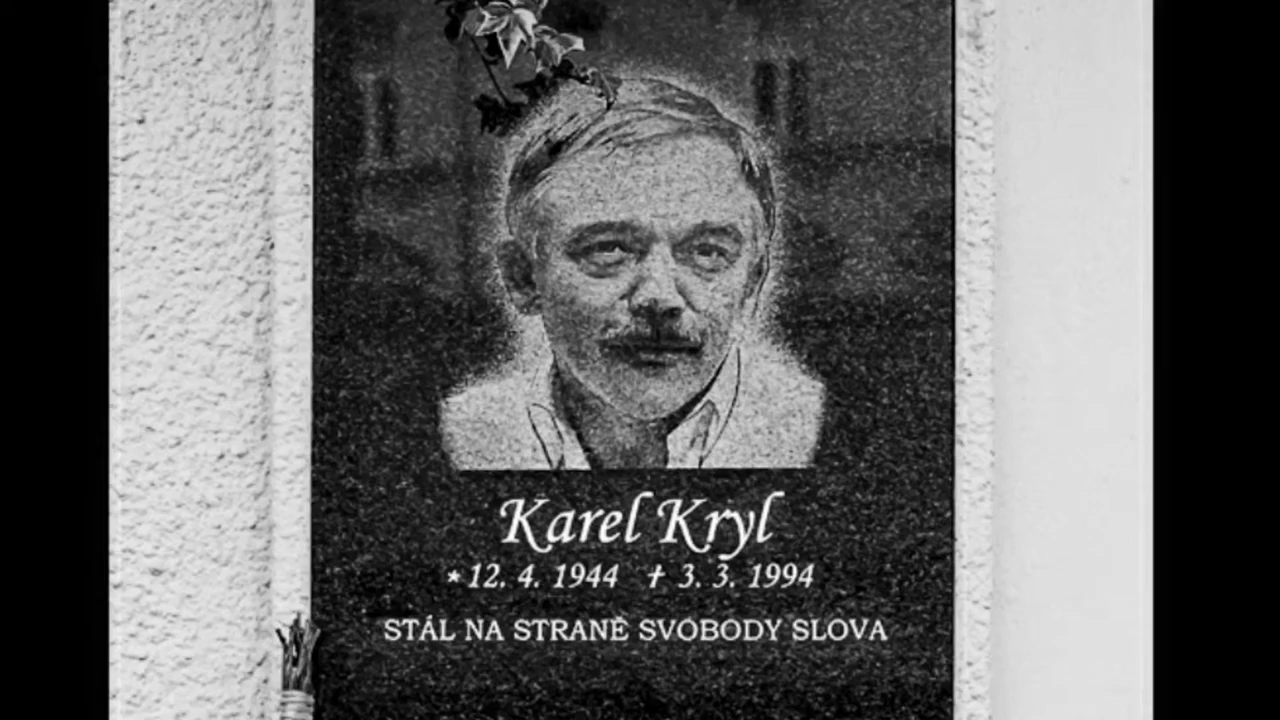 Karel Kryl
* 12. 4. 1944 ✝ 3. 3. 1994
STÁL NA STRANĚ SVOBODY SLOVA